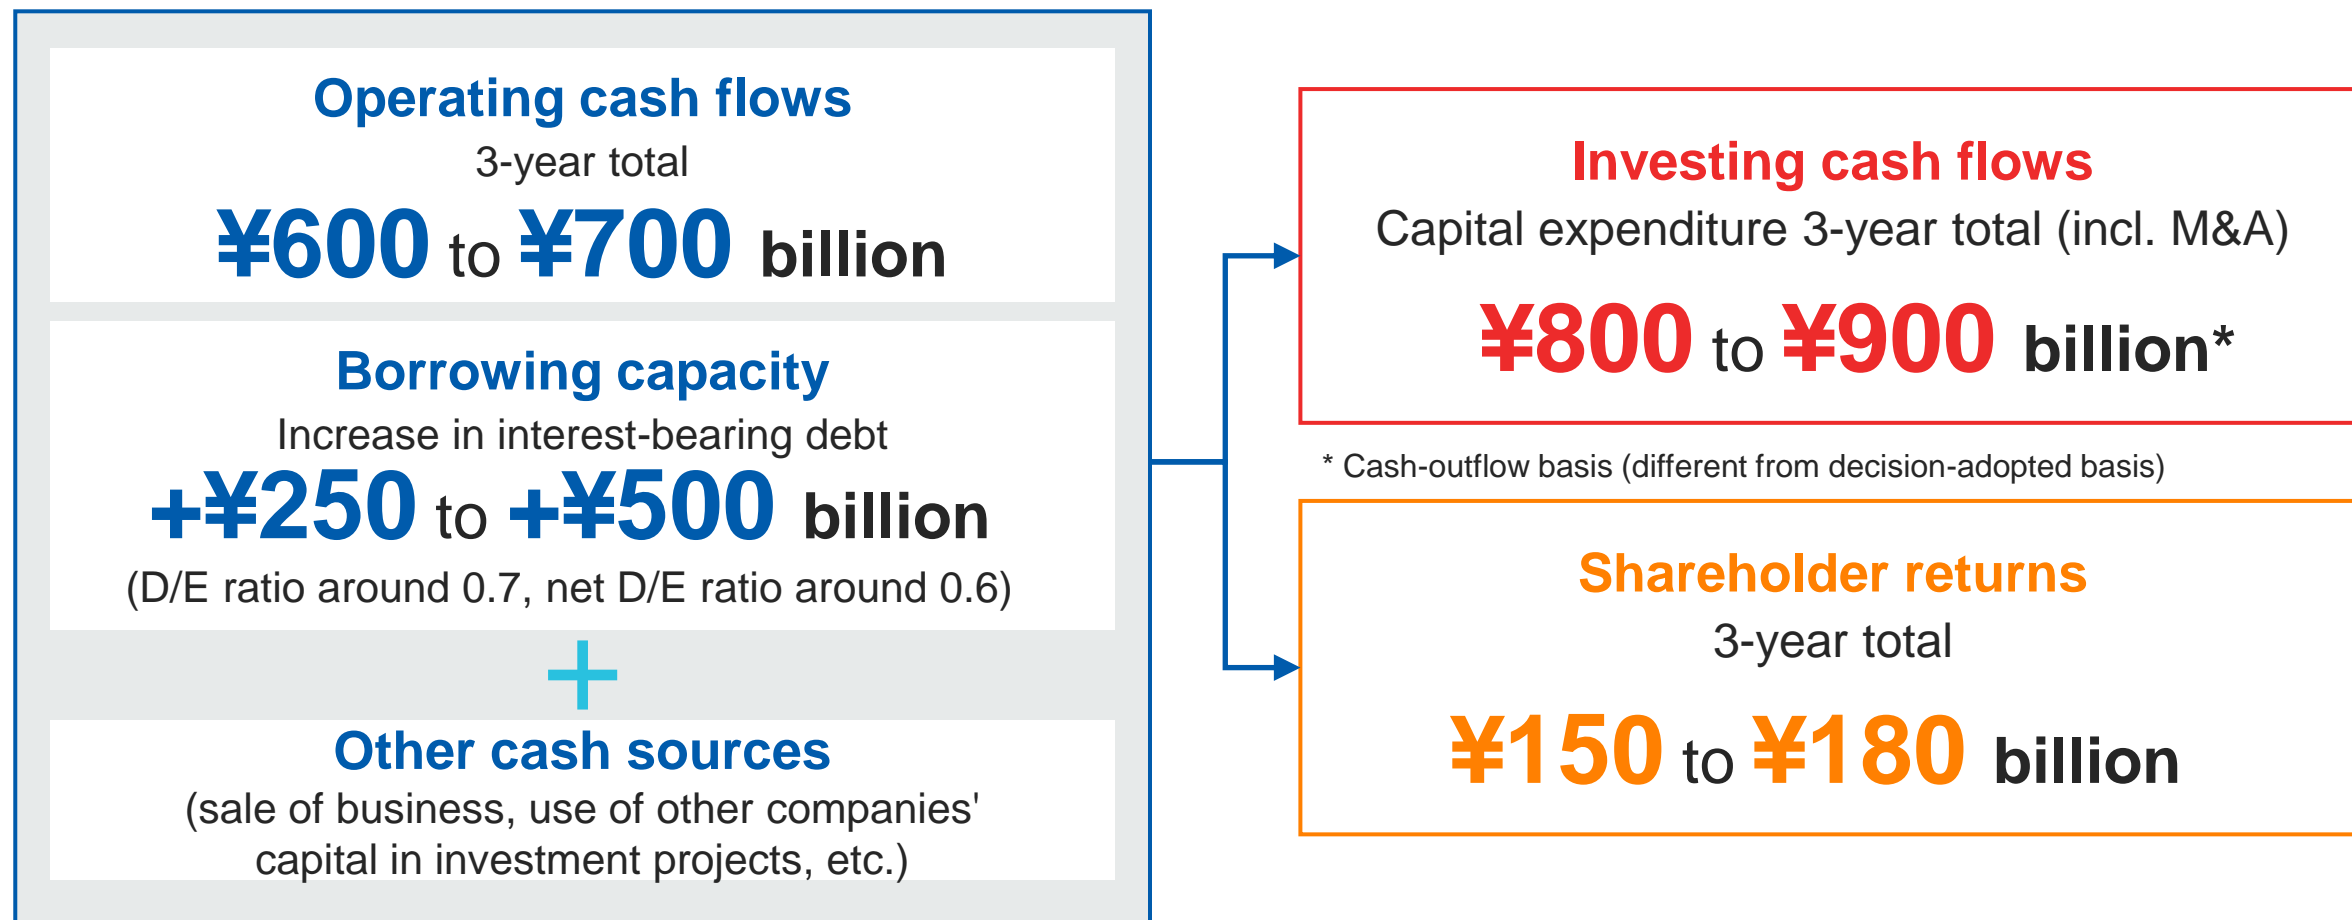 Operating cash flows
3-year total
¥600 to ¥700 billion
Borrowing capacity
Increase in interest-bearing debt
+¥250 to +¥500 billion
(D/E ratio around 0.7, net D/E ratio around 0.6)
+
Other cash sources
(sale of business, use of other companies'
capital in investment projects, etc.)
Investing cash flows
Capital expenditure 3-year total (incl. M&A)
¥800 to ¥900 billion*
* Cash-outflow basis (different from decision-adopted basis)
Shareholder returns
3-year total
¥150 to ¥180 billion